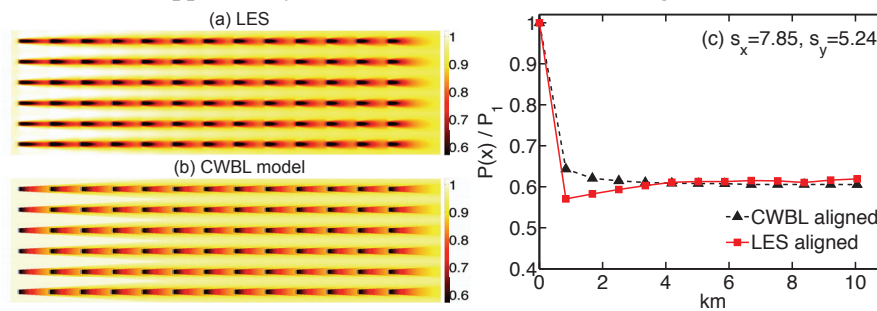 (a) LES
1
0.9
0.8
0.7
0.6
(b) CWBL model
1
0.9
0.8
0.7
0.6
(c) s_x=7.85, s_y=5.24
P(x) / P_1
1
0.9
0.8
0.7
0.6
0.5
0.4
CWBL aligned
LES aligned
0 2 4 6 8 10
km